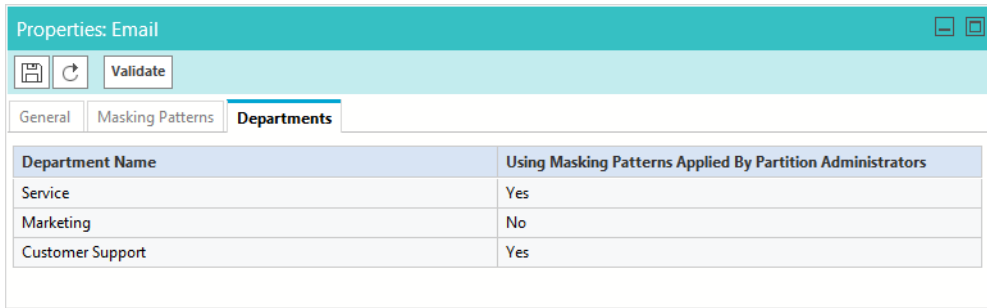 Properties: Email
Validate
General Masking Patterns Departments
Department Name Using Masking Patterns Applied By Partition Administrators
Service Yes
Marketing No
Customer Support Yes